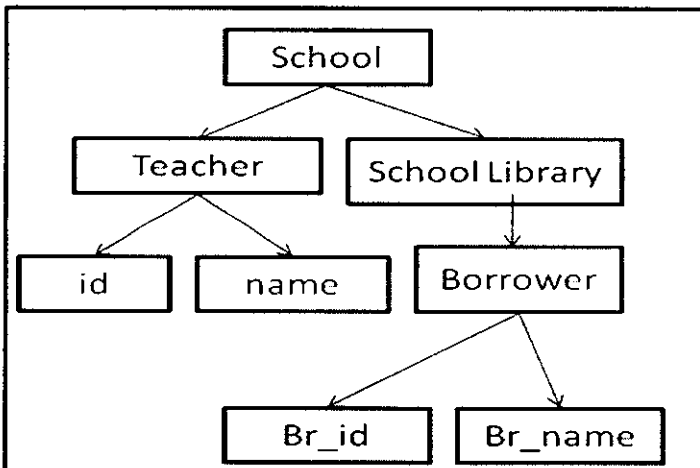 School
Teacher
School Library
id
name
Borrower
Br_id
Br_name